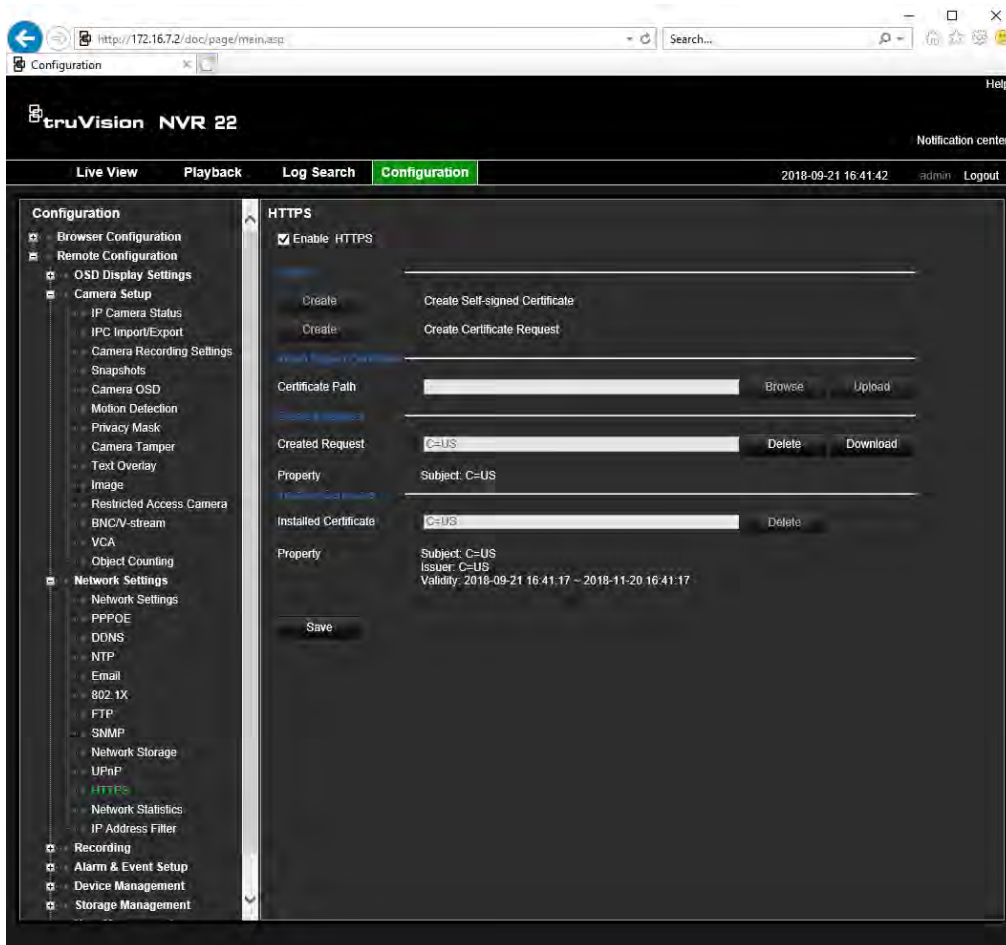 http://172.16.7.2/doc/page/main.asp
Search...
Configuration
Help
truVision NVR 22
Notification center
Live View Playback Log Search Configuration
2018-09-21 16:41:42 admin Logout
Configuration
Browser Configuration
Remote Configuration
OSD Display Settings
Camera Setup
IP Camera Status
IPC Import/Export
Camera Recording Settings
Snapshots
Camera OSD
Motion Detection
Privacy Mask
Camera Tamper
Text Overlay
Image
Restricted Access Camera
BNC/V-stream
VCA
Object Counting
Network Settings
Network Settings
PPPOE
DDNS
NTP
Email
802.1X
FTP
SNMP
Network Storage
UPnP
HTTPS
Network Statistics
IP Address Filter
Recording
Alarm & Event Setup
Device Management
Storage Management
HTTPS
Enable HTTPS
Create Create Self-signed Certificate
Create Create Certificate Request
Certificate Path Browse Upload
Created Request C=US Delete Download
Property Subject: C=US
Installed Certificate C=US Delete
Property Subject: C=US
Issuer: C=US
Validity: 2018-09-21 16:41:17 ~ 2018-11-20 16:41:17
Save